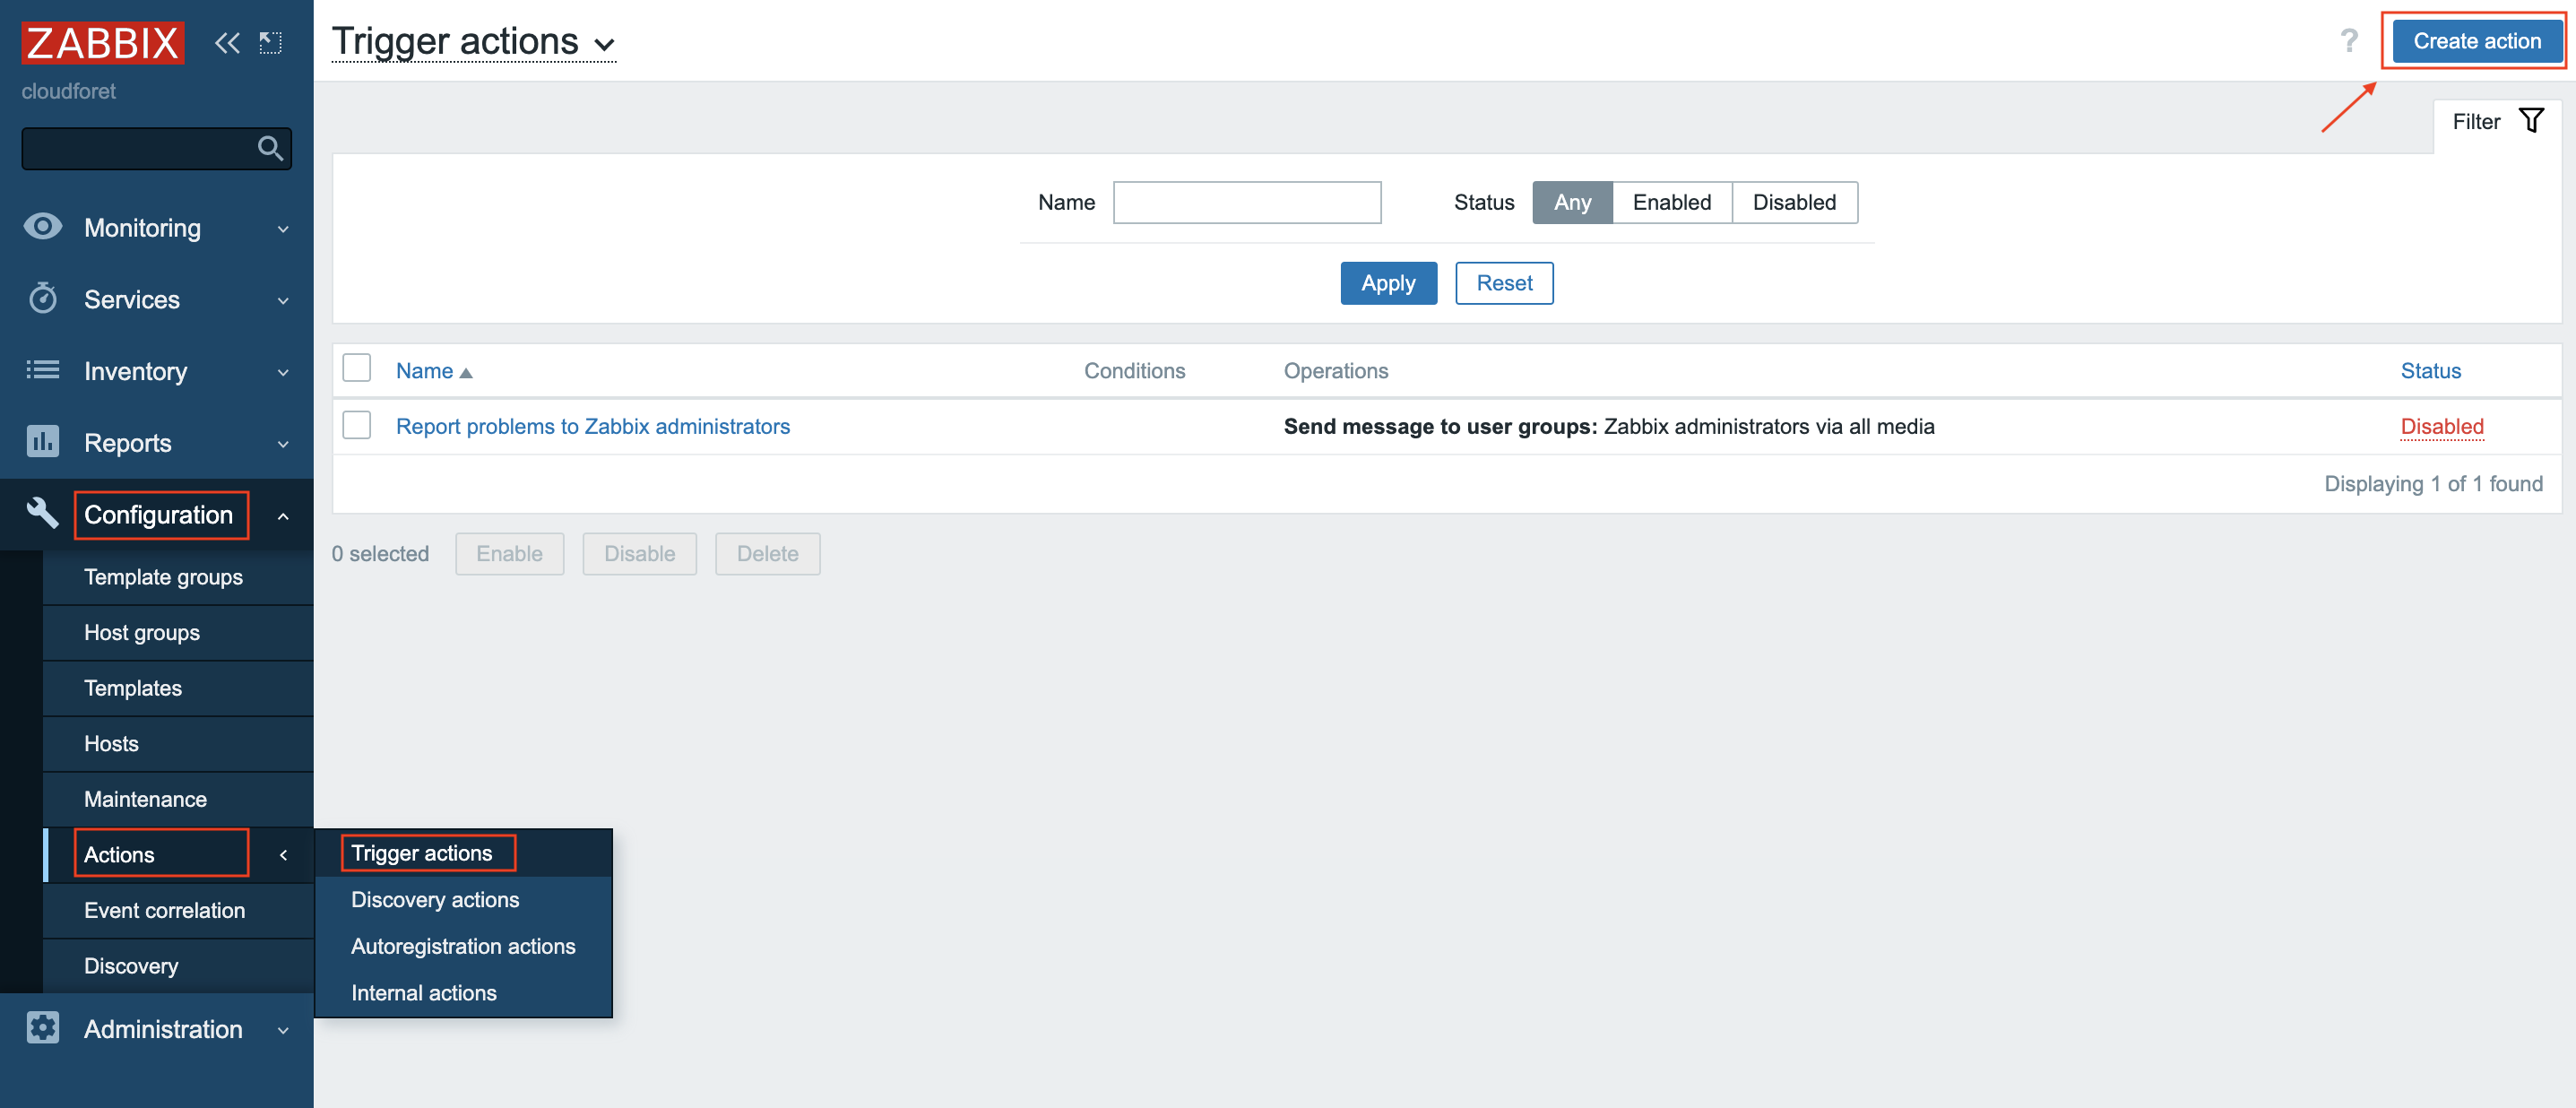 ZABBIX
cloudforet
Monitoring
Services
Inventory
Reports
Configuration
Template groups
Host groups
Templates
Hosts
Maintenance
Actions
Event correlation
Discovery
Administration
Trigger actions
Discovery actions
Autoregistration actions
Internal actions
Trigger actions
? Create action
Filter
Name Status Any Enabled Disabled
Apply Reset
Name Conditions Operations Status
Report problems to Zabbix administrators Send message to user groups: Zabbix administrators via all media Disabled
Displaying 1 of 1 found
0 selected Enable Disable Delete